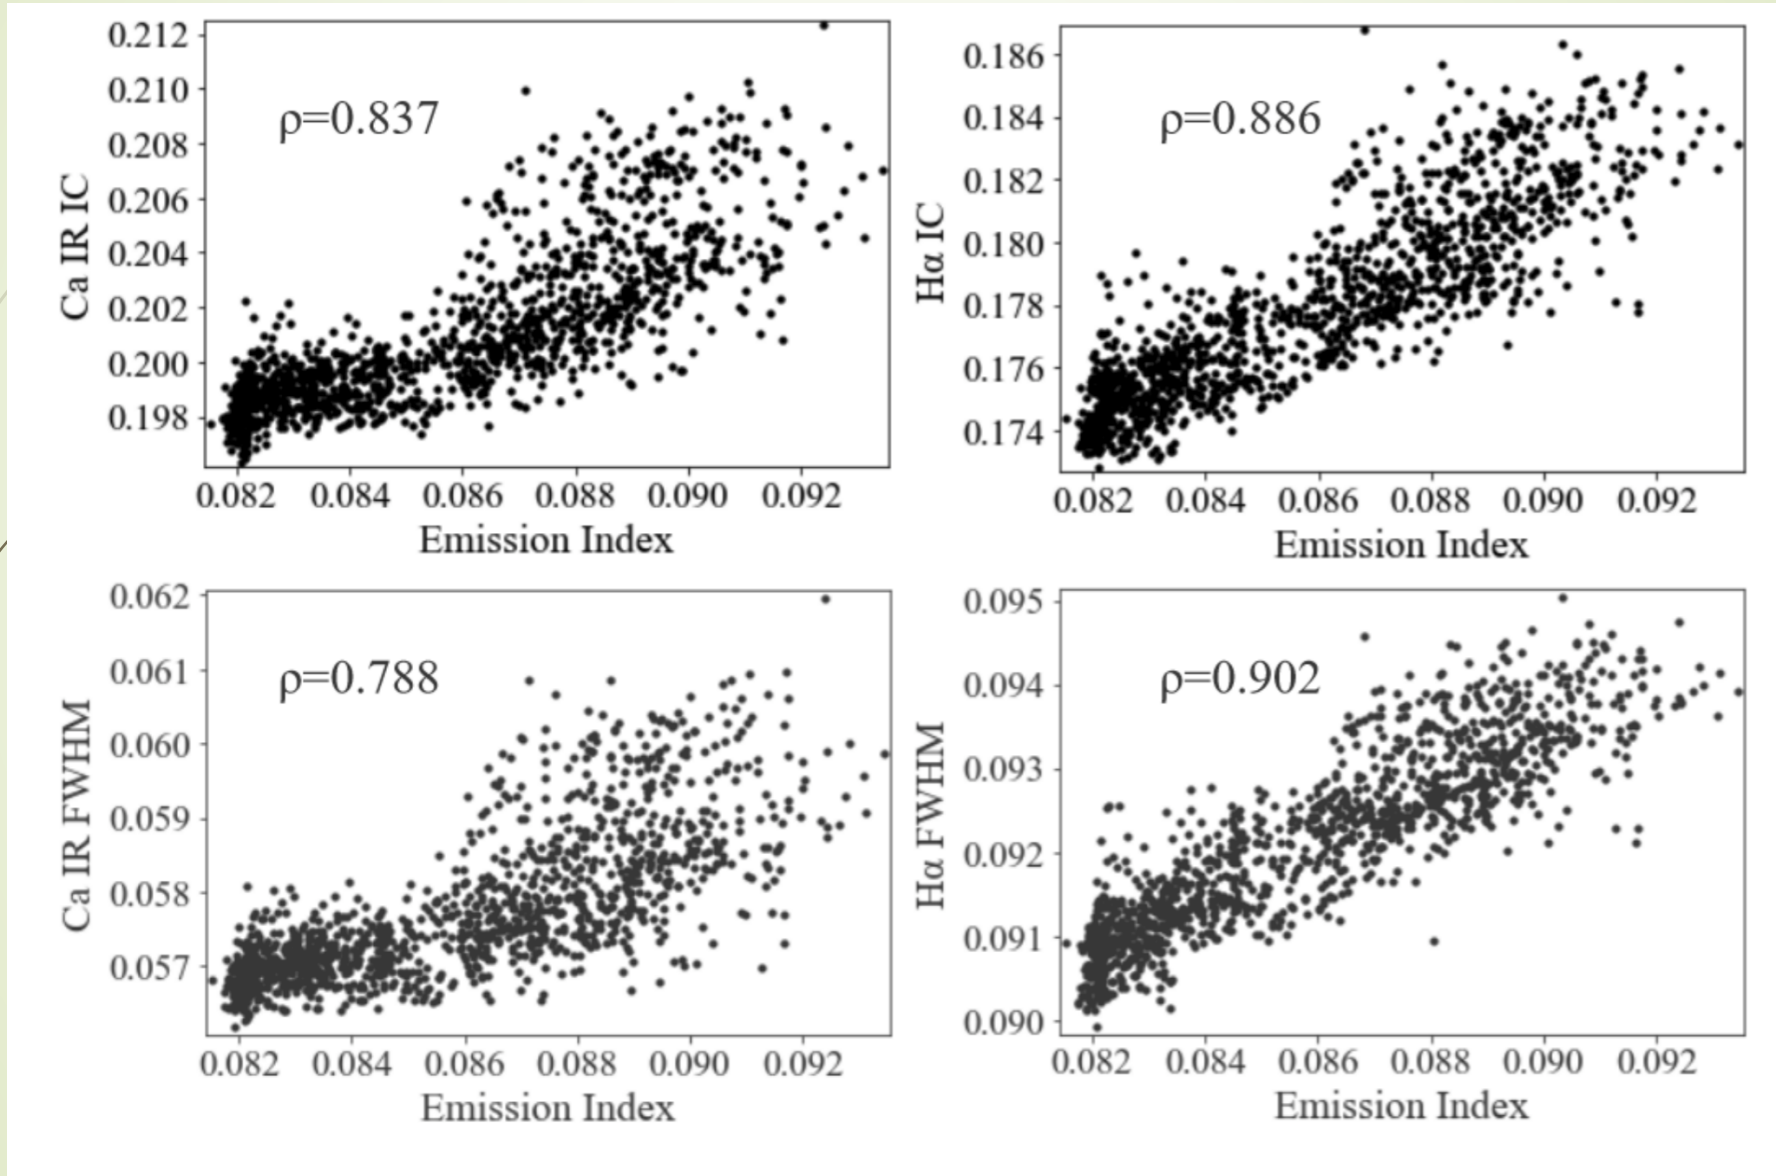 0.212
0.210
0.208
0.206
0.204
0.202
0.200
0.198
Ca IR IC
ρ=0.837
0.082 0.084 0.086 0.088 0.090 0.092
Emission Index
0.186
0.184
0.182
0.180
0.178
0.176
0.174
Hα IC
ρ=0.886
0.082 0.084 0.086 0.088 0.090 0.092
Emission Index
0.062
0.061
0.060
0.059
0.058
0.057
Ca IR FWHM
ρ=0.788
0.082 0.084 0.086 0.088 0.090 0.092
Emission Index
0.095
0.094
0.093
0.092
0.091
0.090
Hα FWHM
ρ=0.902
0.082 0.084 0.086 0.088 0.090 0.092
Emission Index